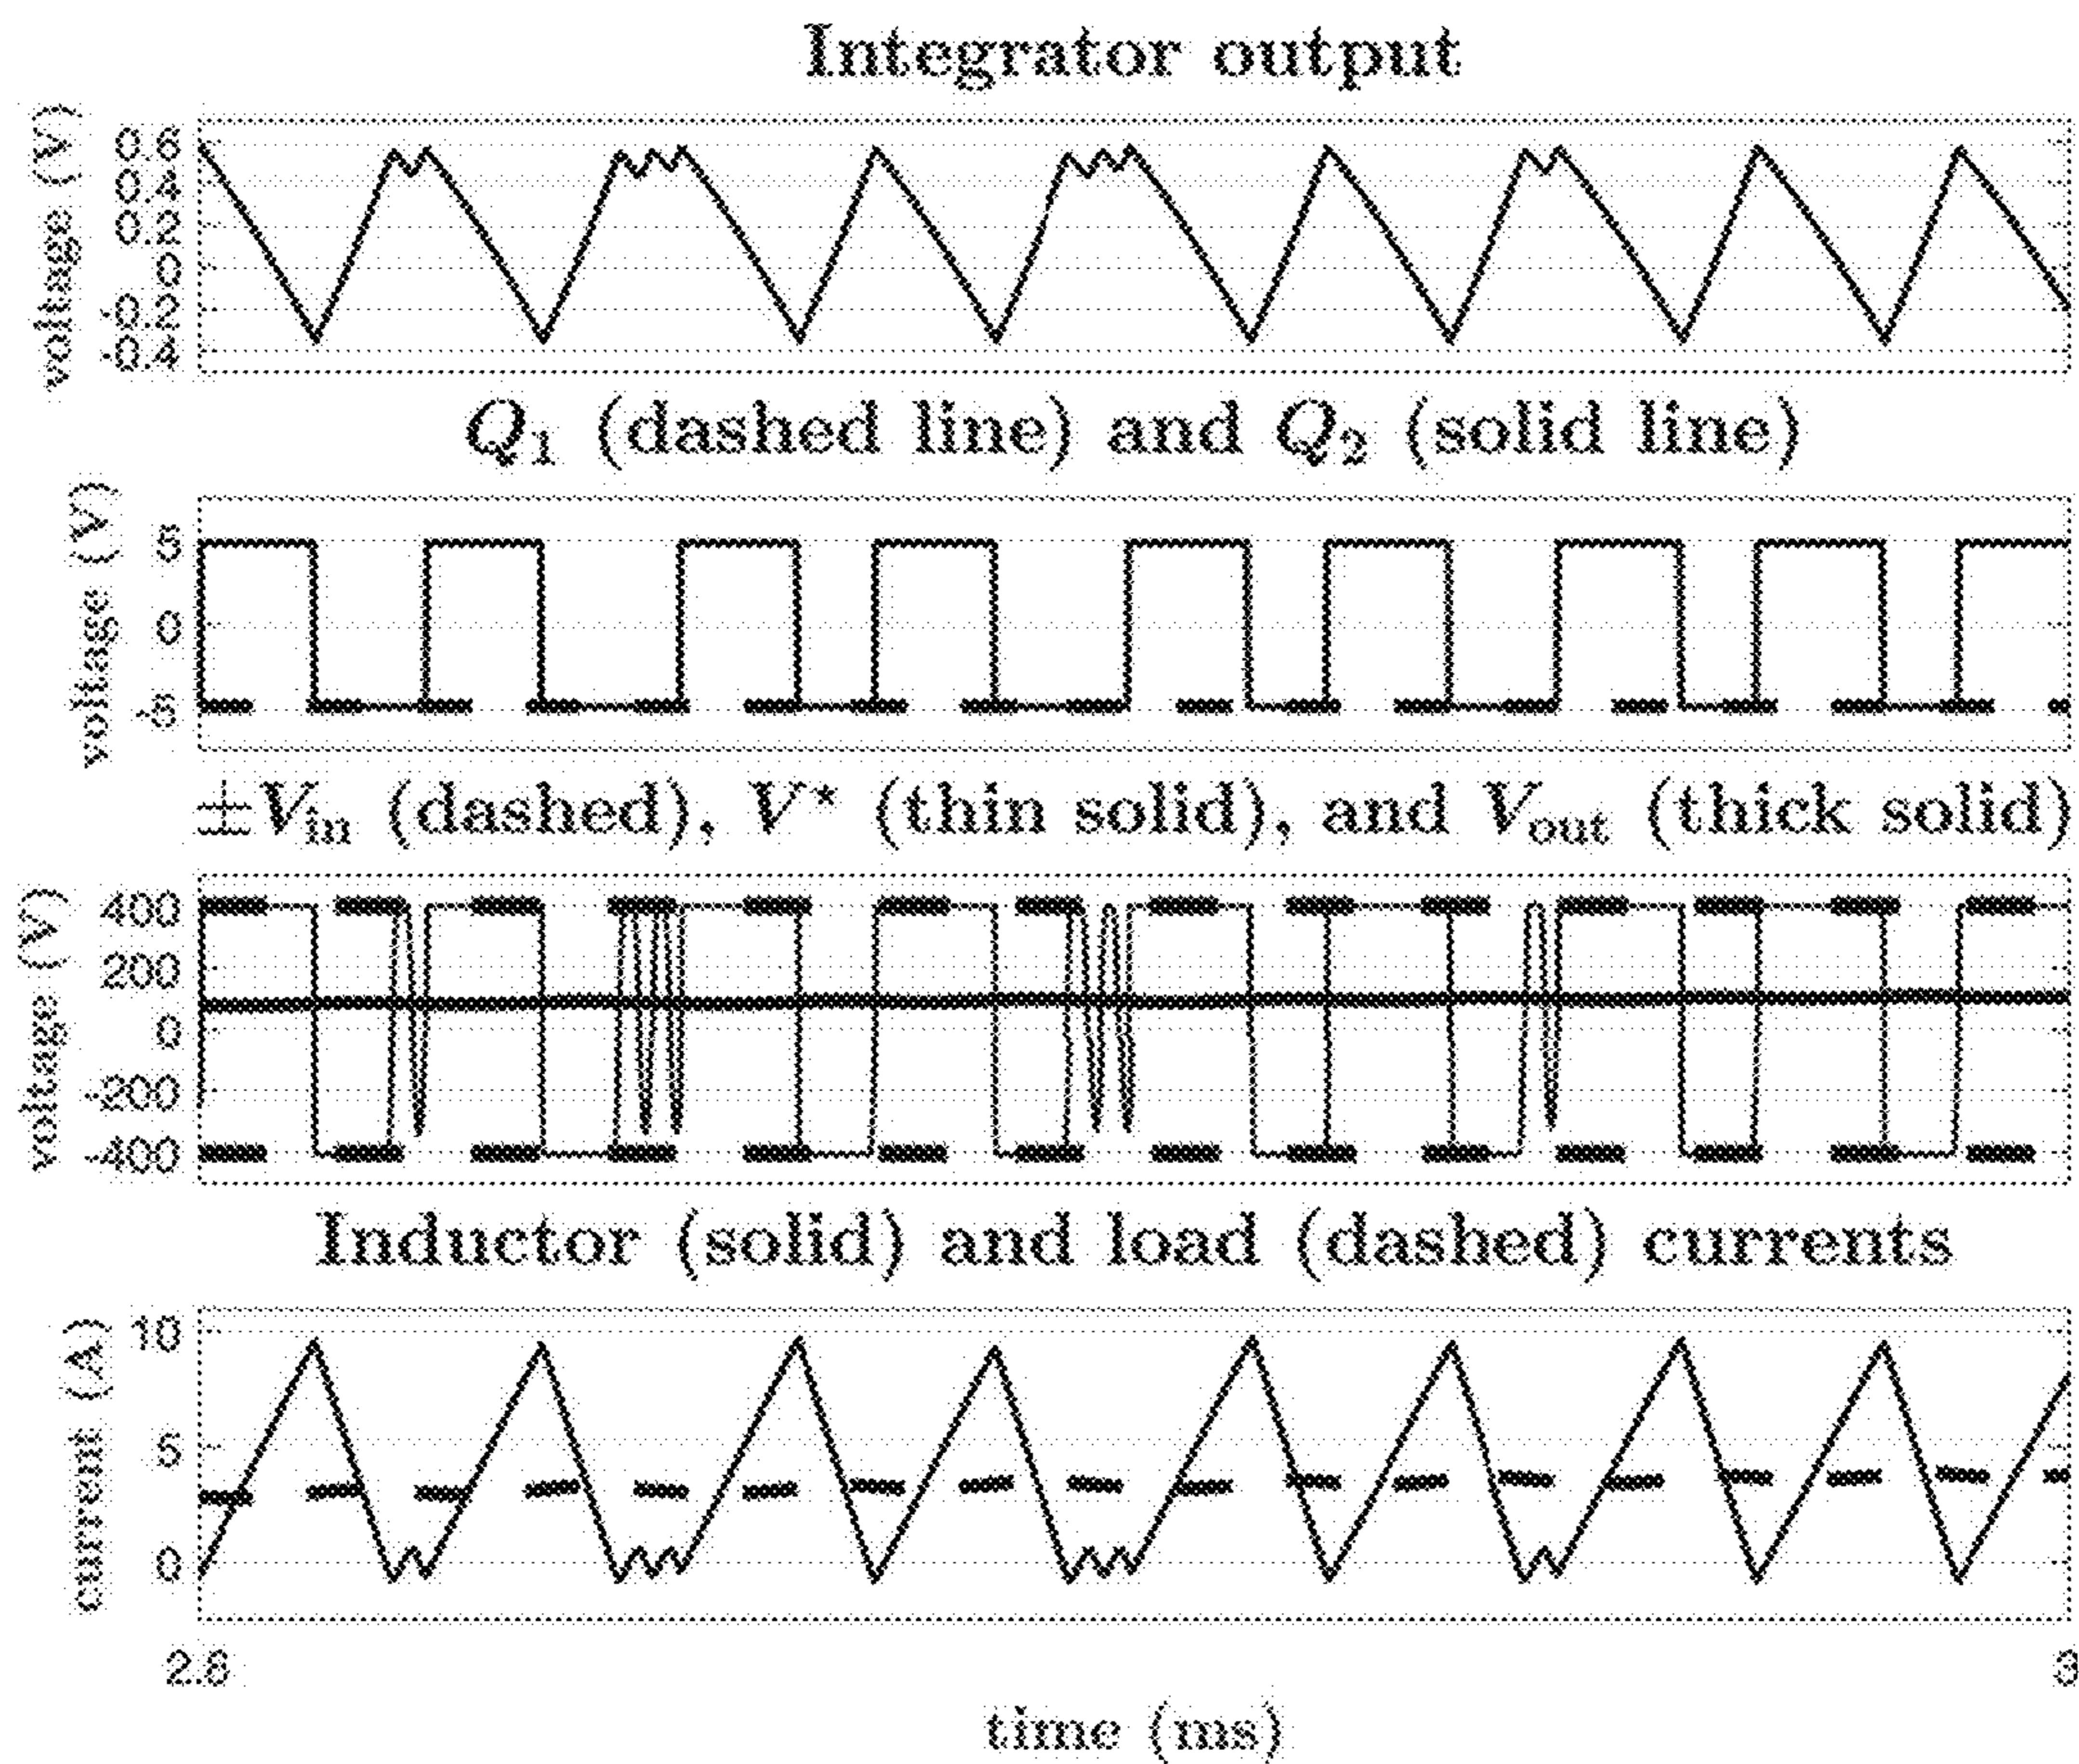 Integrator output
voltage (V)
0.6
0.4
0.2
0
-0.2
-0.4
Q₁ (dashed line) and Q₂ (solid line)
voltage (V)
5
0
-5
±V_in (dashed), V* (thin solid), and V_out (thick solid)
voltage (V)
400
200
0
-200
-400
Inductor (solid) and load (dashed) currents
current (A)
10
5
0
2.8
3
time (ms)